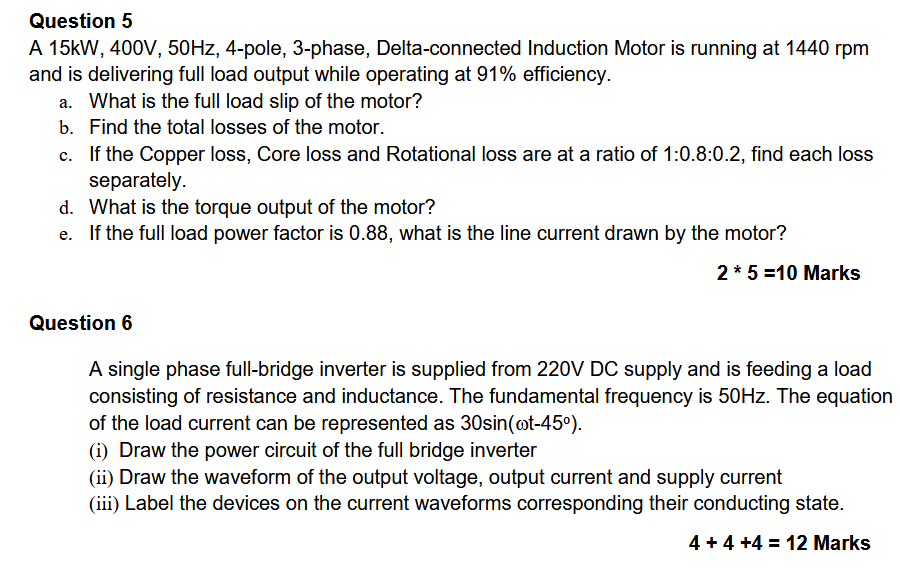 Question 5
A 15kW, 400V, 50Hz, 4-pole, 3-phase, Delta-connected Induction Motor is running at 1440 rpm
and is delivering full load output while operating at 91% efficiency.
a. What is the full load slip of the motor?
b. Find the total losses of the motor.
c. If the Copper loss, Core loss and Rotational loss are at a ratio of 1:0.8:0.2, find each loss
separately.
d. What is the torque output of the motor?
e. If the full load power factor is 0.88, what is the line current drawn by the motor?
2 * 5 =10 Marks
Question 6
A single phase full-bridge inverter is supplied from 220V DC supply and is feeding a load
consisting of resistance and inductance. The fundamental frequency is 50Hz. The equation
of the load current can be represented as 30sin(ωt-45º).
(i) Draw the power circuit of the full bridge inverter
(ii) Draw the waveform of the output voltage, output current and supply current
(iii) Label the devices on the current waveforms corresponding their conducting state.
4 + 4 +4 = 12 Marks